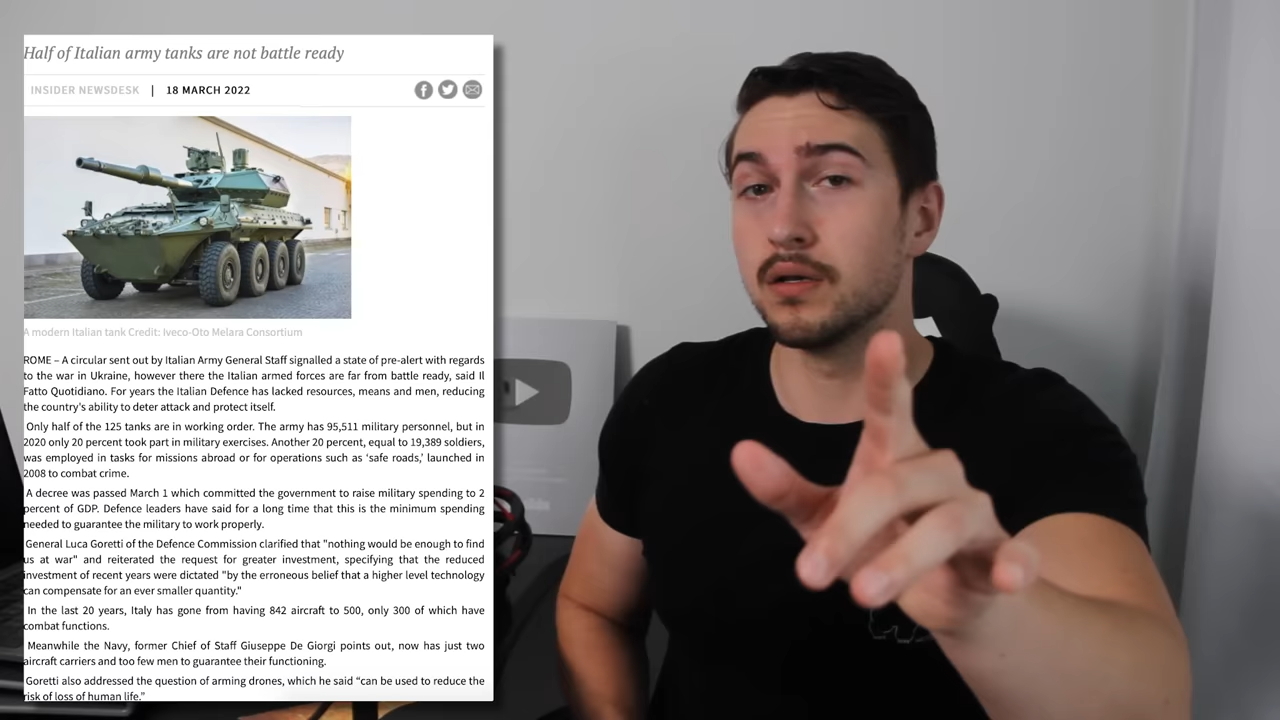 Half of Italian army tanks are not battle ready
INSIDER NEWSDESK | 18 MARCH 2022
A modern Italian tank Credit: Iveco-Oto Melara Consortium
ROME – A circular sent out by Italian Army General Staff signalled a state of pre-alert with regards
to the war in Ukraine, however there the Italian armed forces are far from battle ready, said Il
Fatto Quotidiano. For years the Italian Defence has lacked resources, means and men, reducing
the country's ability to deter attack and protect itself.
Only half of the 125 tanks are in working order. The army has 95,511 military personnel, but in
2020 only 20 percent took part in military exercises. Another 20 percent, equal to 19,389 soldiers,
was employed in tasks for missions abroad or for operations such as ‘safe roads,’ launched in
2008 to combat crime.
A decree was passed March 1 which committed the government to raise military spending to 2
percent of GDP. Defence leaders have said for a long time that this is the minimum spending
needed to guarantee the military to work properly.
General Luca Goretti of the Defence Commission clarified that "nothing would be enough to find
us at war" and reiterated the request for greater investment, specifying that the reduced
investment of recent years were dictated "by the erroneous belief that a higher level technology
can compensate for an ever smaller quantity."
In the last 20 years, Italy has gone from having 842 aircraft to 500, only 300 of which have
combat functions.
Meanwhile the Navy, former Chief of Staff Giuseppe De Giorgi points out, now has just two
aircraft carriers and too few men to guarantee their functioning.
Goretti also addressed the question of arming drones, which he said “can be used to reduce the
risk of loss of human life.”